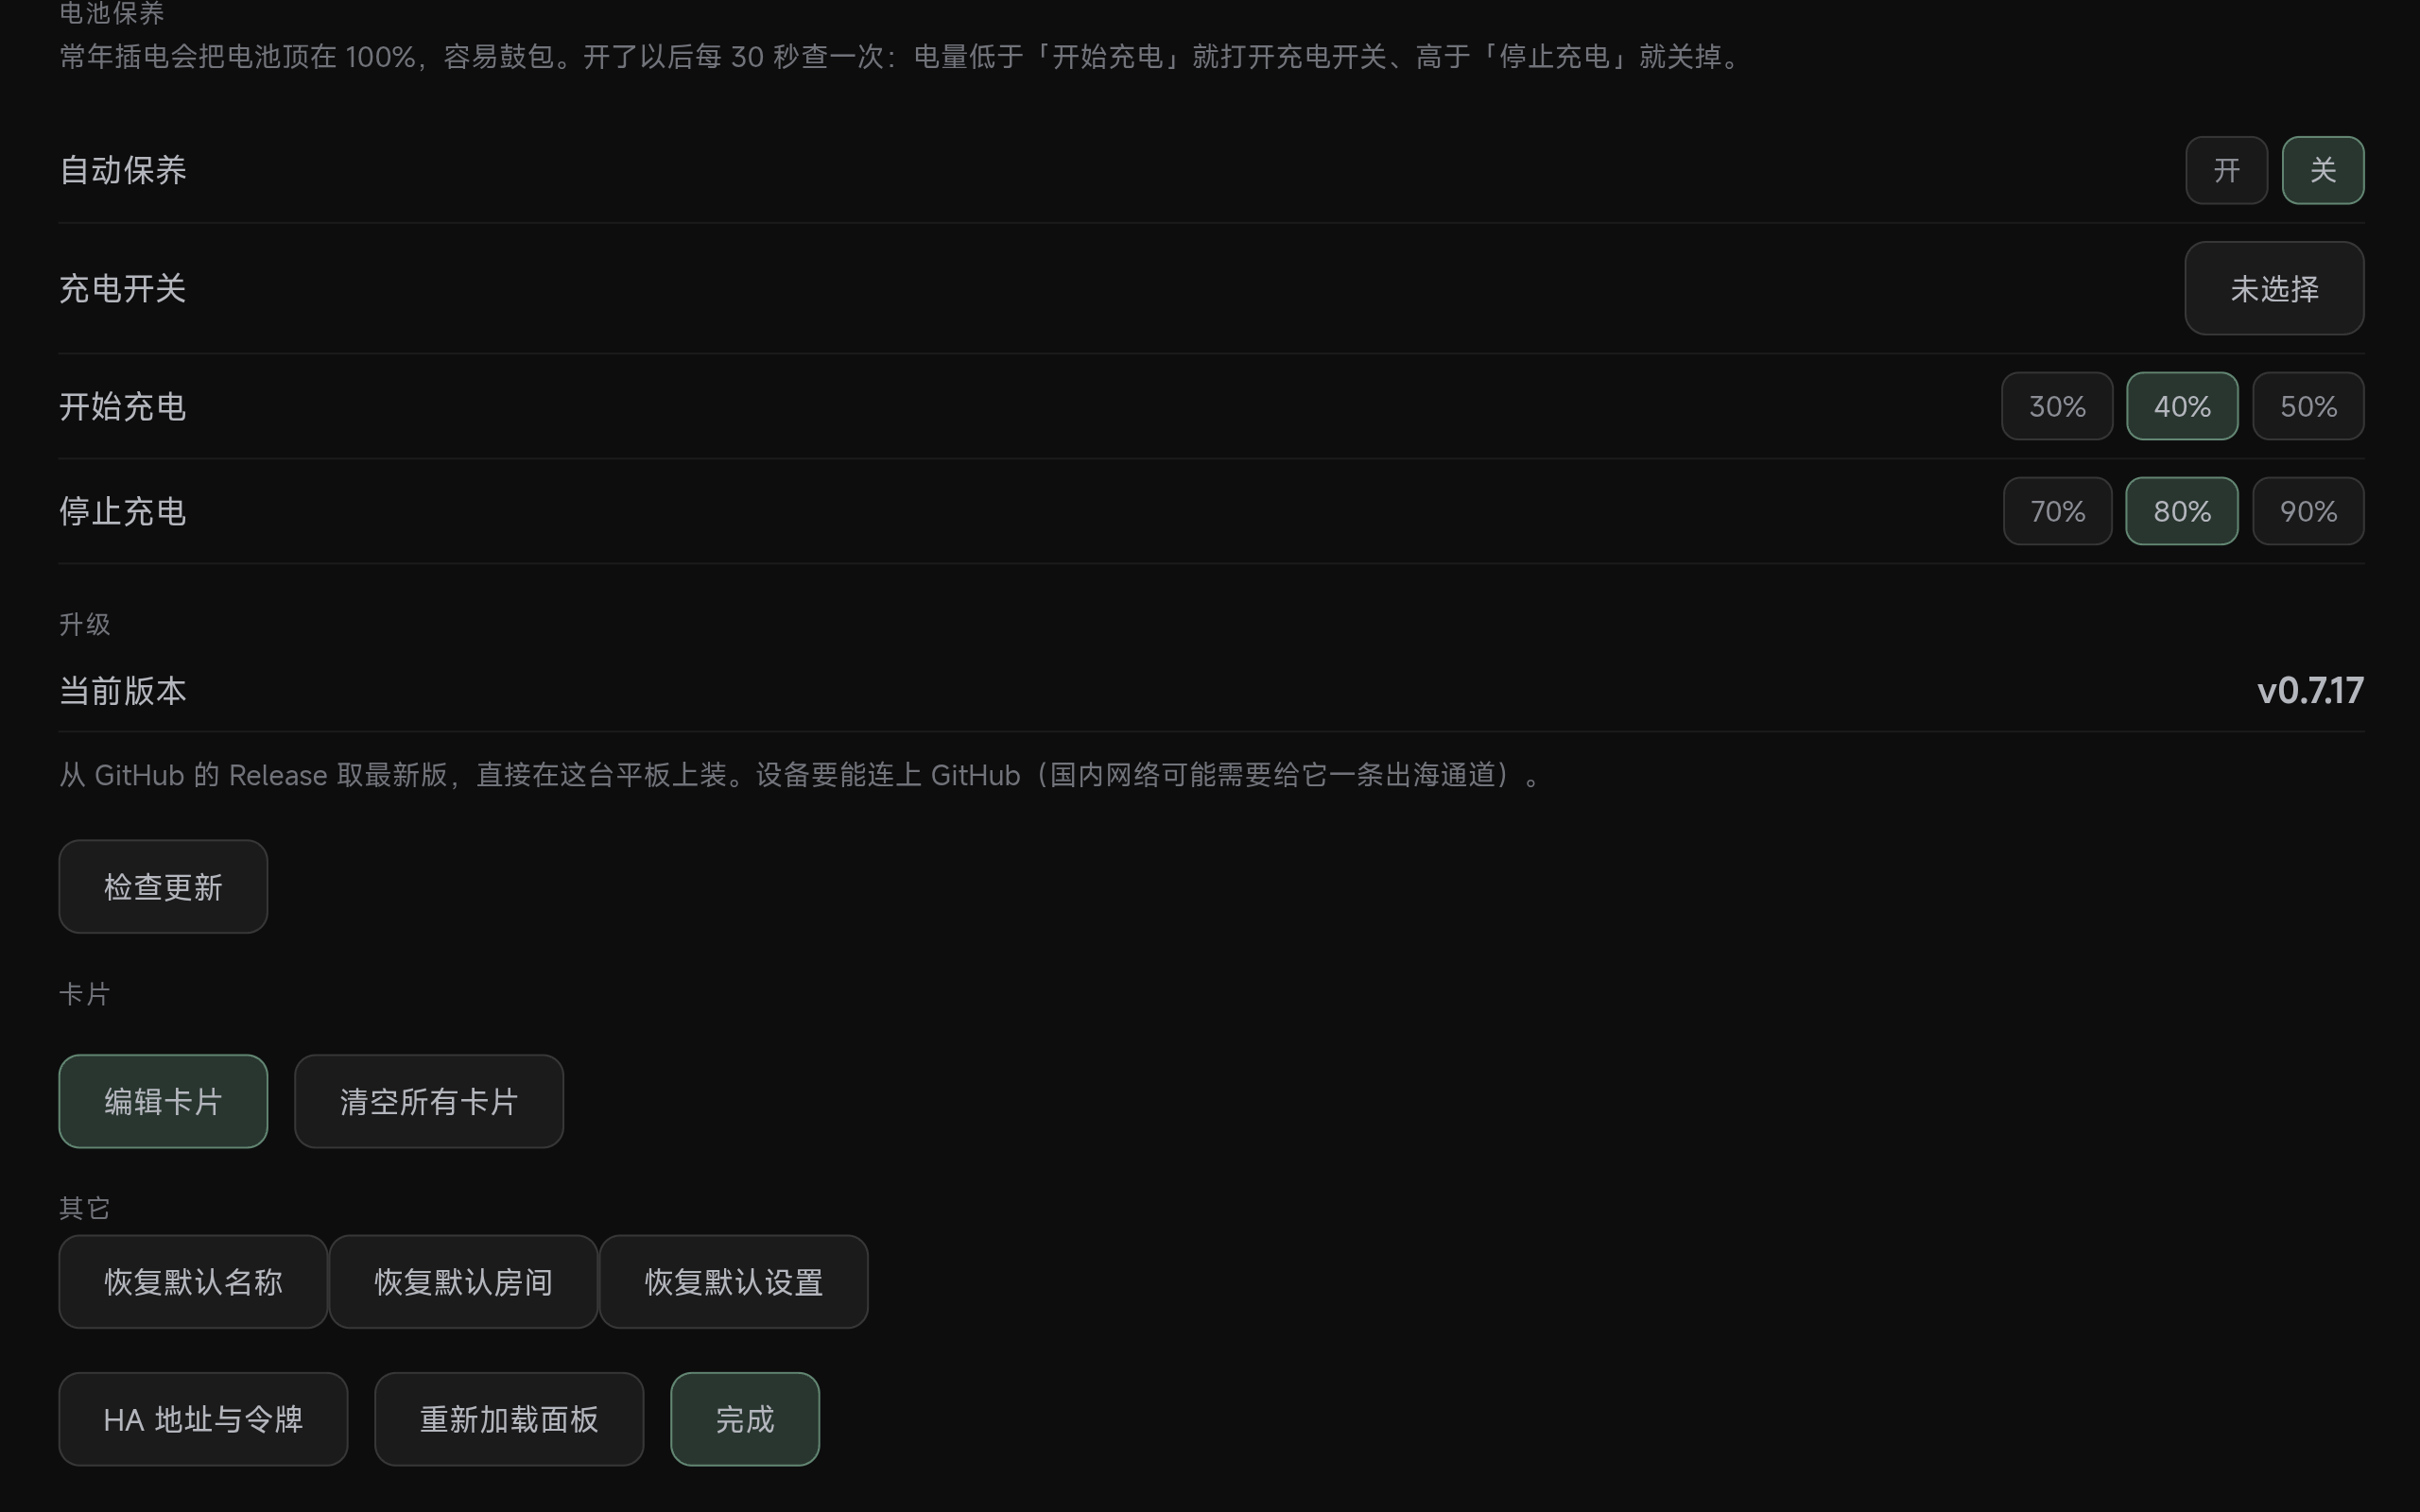 电池保养
常年插电会把电池顶在 100%，容易鼓包。开了以后每 30 秒查一次：电量低于「开始充电」就打开充电开关、高于「停止充电」就关掉。
自动保养 开 关
充电开关 未选择
开始充电 30% 40% 50%
停止充电 70% 80% 90%
升级
当前版本 v0.7.17
从 GitHub 的 Release 取最新版，直接在这台平板上装。设备要能连上 GitHub（国内网络可能需要给它一条出海通道）。
检查更新
卡片
编辑卡片 清空所有卡片
其它
恢复默认名称 恢复默认房间 恢复默认设置
HA 地址与令牌 重新加载面板 完成